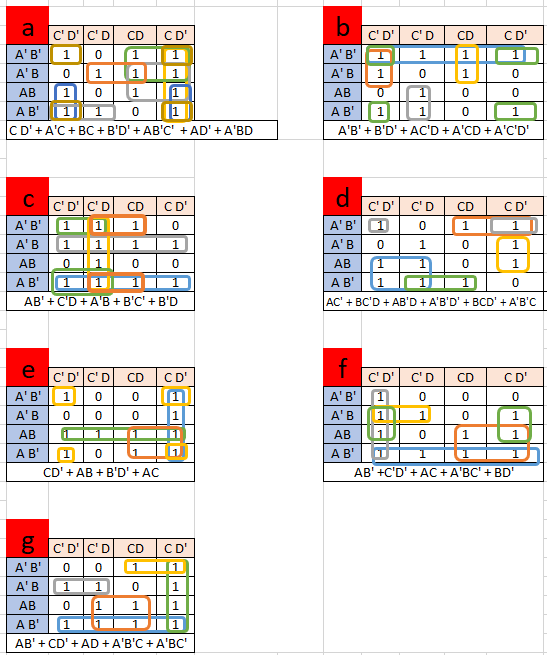 a
C' D' C' D CD C D'
A' B' 1 0 1 1
A' B 0 1 1 1
AB 1 0 1 1
A B' 1 1 0 1
C D' + A'C + BC + B'D' + AB'C' + AD' + A'BD
b
C' D' C' D CD C D'
A' B' 1 1 1 1
A' B 1 0 1 1
AB 0 1 0 0
A B' 1 1 0 1
A'B' + B'D' + AC'D + A'CD + A'C'D'
c
C' D' C' D CD C D'
A' B' 1 1 1 0
A' B 1 1 1 1
AB 0 1 0 0
A B' 1 1 1 1
AB' + C'D + A'B + B'C' + B'D
d
C' D' C' D CD C D'
A' B' 1 0 1 1
A' B 0 1 0 1
AB 1 1 0 1
A B' 1 1 1 0
AC' + BC'D + AB'D + A'B'D' + BCD' + A'B'C
e
C' D' C' D CD C D'
A' B' 1 0 0 1
A' B 0 0 0 1
AB 1 1 1 1
A B' 1 0 1 1
CD' + AB + B'D' + AC
f
C' D' C' D CD C D'
A' B' 1 0 0 0
A' B 1 1 0 1
AB 1 0 1 1
A B' 1 1 1 1
AB' +C'D' + AC + A'BC' + BD'
g
C' D' C' D CD C D'
A' B' 0 0 1 1
A' B 1 1 0 1
AB 0 1 1 1
A B' 1 1 1 1
AB' + CD' + AD + A'B'C + A'BC'